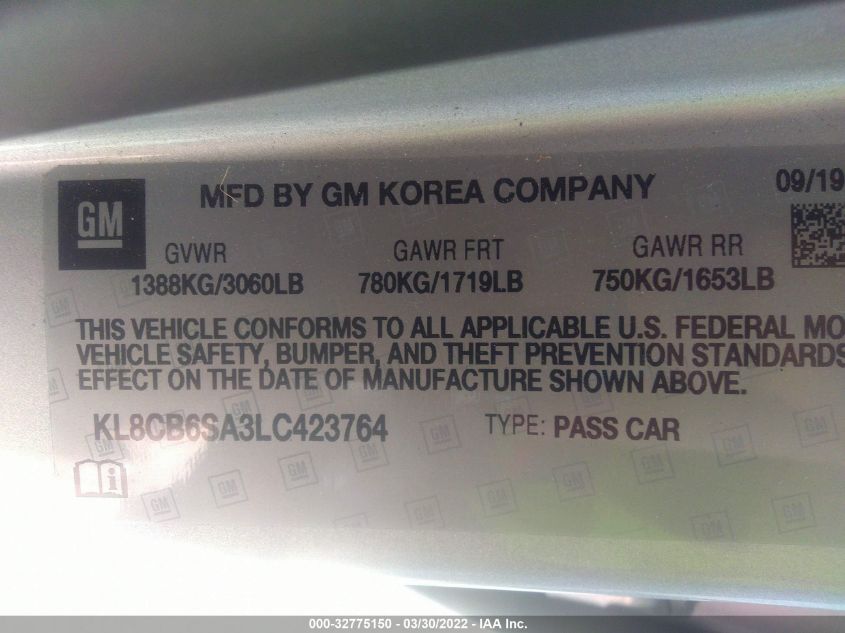 MFD BY GM KOREA COMPANY 09/19
GM
GVWR GAWR FRT GAWR RR
1388KG/3060LB 780KG/1719LB 750KG/1653LB
THIS VEHICLE CONFORMS TO ALL APPLICABLE U.S. FEDERAL MO
VEHICLE SAFETY, BUMPER, AND THEFT PREVENTION STANDARDS
EFFECT ON THE DATE OF MANUFACTURE SHOWN ABOVE.
KL8CB6SA3LC423764 TYPE: PASS CAR
000-32775150 - 03/30/2022 - IAA Inc.